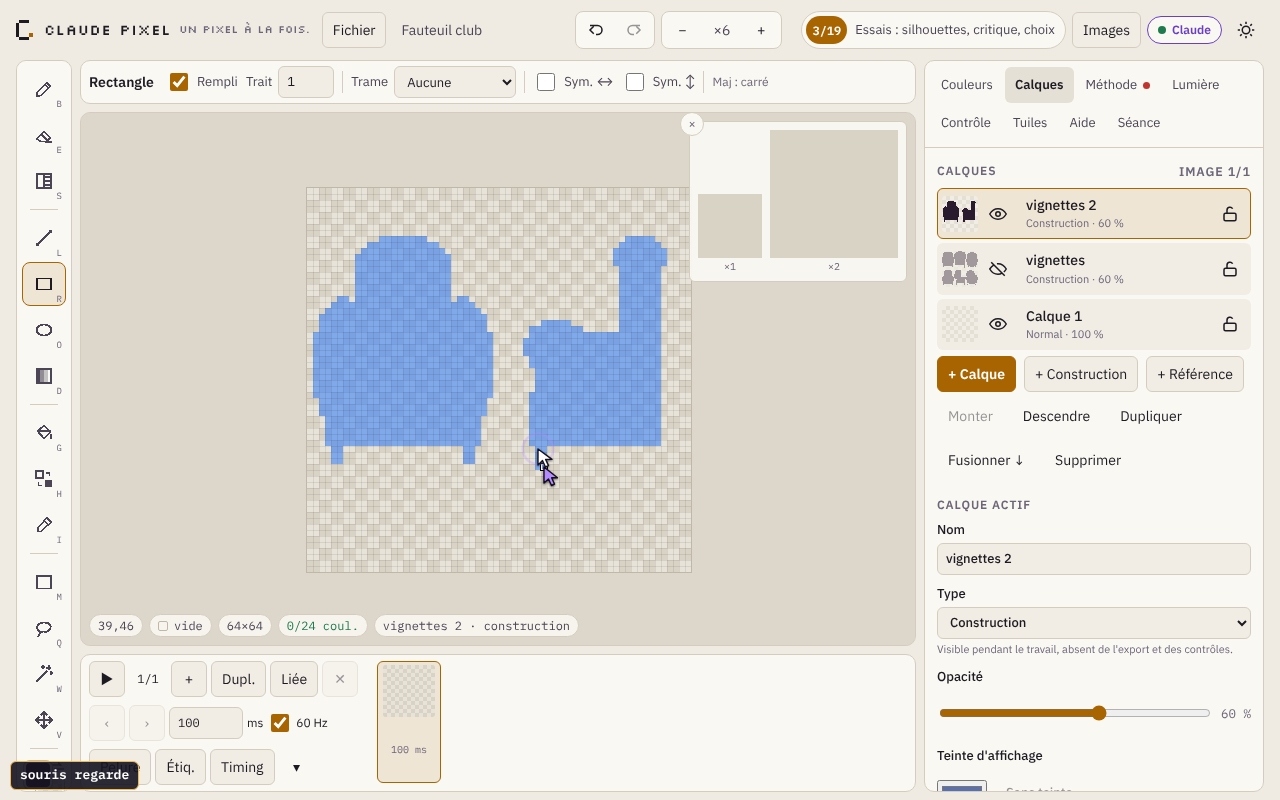 CLAUDE PIXEL UN PIXEL À LA FOIS.
Fichier
Fauteuil club
− ×6 +
3/19 Essais : silhouettes, critique, choix
Images
Claude
Rectangle
Rempli
Trait 1
Trame Aucune
Sym. ↔
Sym. ↕
Maj : carré
B
E
S
L
R
O
D
G
H
I
M
Q
W
V
×
×1
×2
39,46
vide
64×64
0/24 coul.
vignettes 2 · construction
1/1
+
Dupl.
Liée
×
‹
›
100 ms
60 Hz
Étiq.
Timing
▼
100 ms
souris regarde
Couleurs
Calques
Méthode
Lumière
Contrôle
Tuiles
Aide
Séance
CALQUES
IMAGE 1/1
vignettes 2
Construction · 60 %
vignettes
Construction · 60 %
Calque 1
Normal · 100 %
+ Calque
+ Construction
+ Référence
Monter
Descendre
Dupliquer
Fusionner ↓
Supprimer
CALQUE ACTIF
Nom
vignettes 2
Type
Construction
Visible pendant le travail, absent de l'export et des contrôles.
Opacité
60 %
Teinte d'affichage
Sans teinte